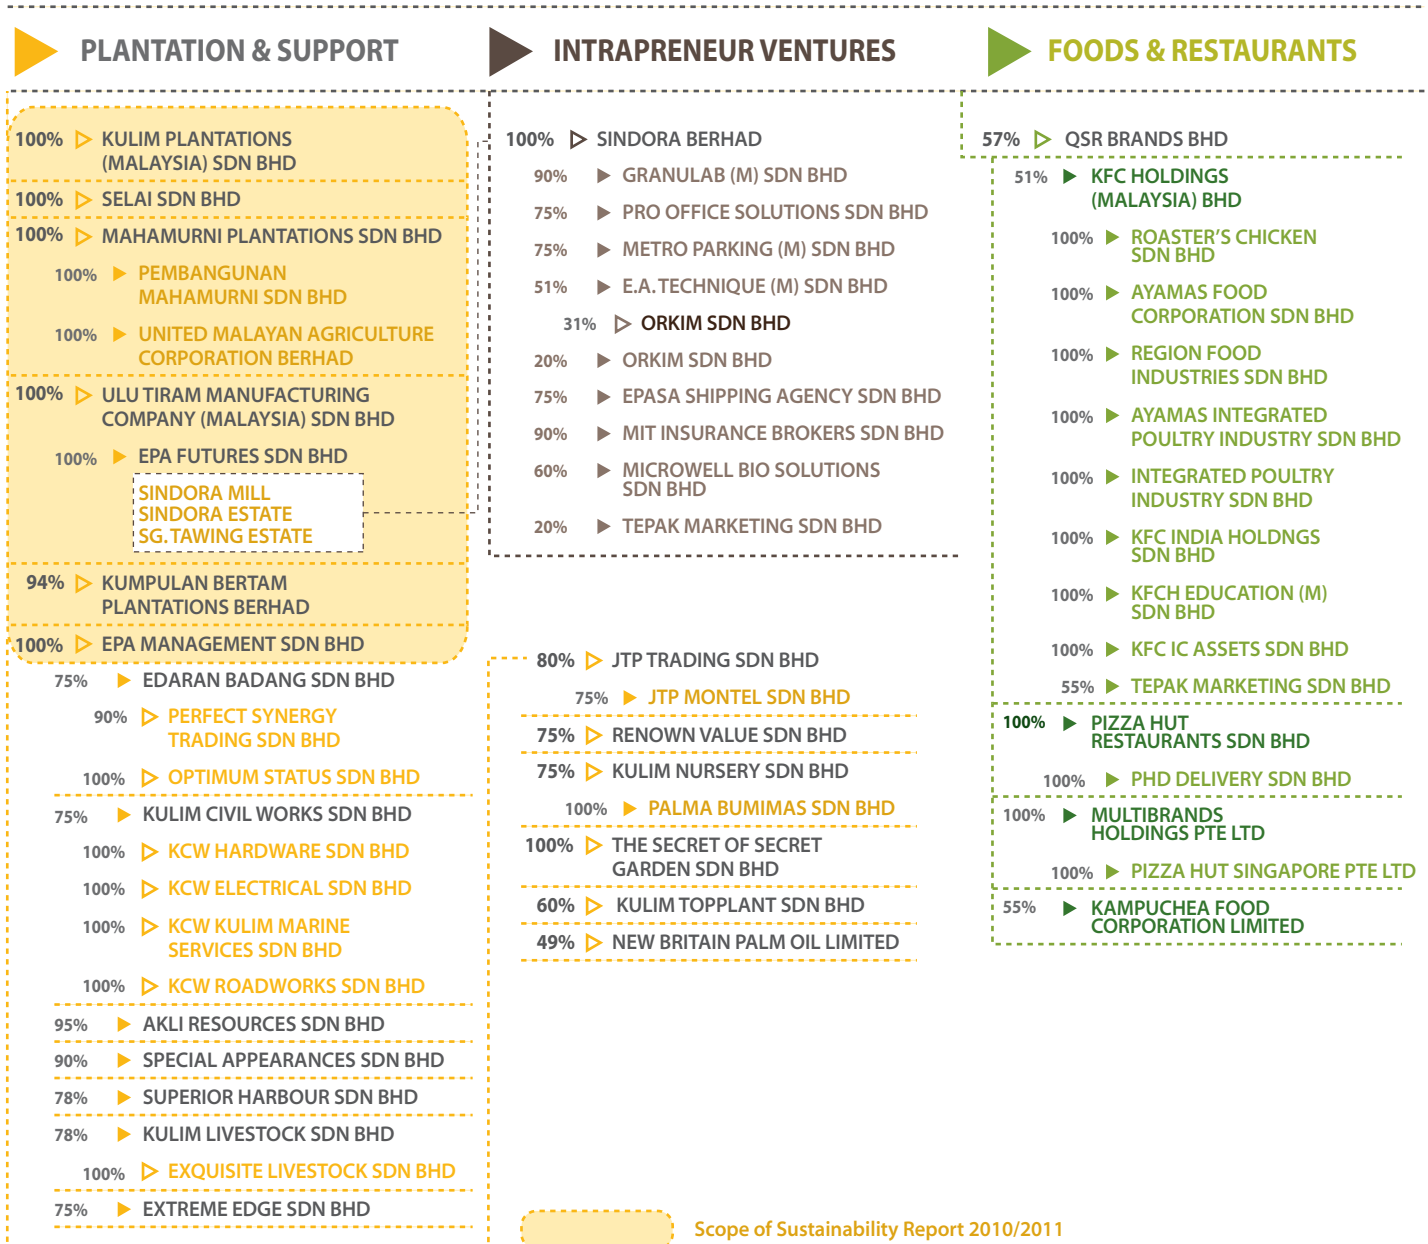 PLANTATION & SUPPORT
100% KULIM PLANTATIONS
(MALAYSIA) SDN BHD
100% SELAI SDN BHD
100% MAHAMURNI PLANTATIONS SDN BHD
100% PEMBANGUNAN
MAHAMURNI SDN BHD
100% UNITED MALAYAN AGRICULTURE
CORPORATION BERHAD
100% ULU TIRAM MANUFACTURING
COMPANY (MALAYSIA) SDN BHD
100% EPA FUTURES SDN BHD
SINDORA MILL
SINDORA ESTATE
SG. TAWING ESTATE
94% KUMPULAN BERTAM
PLANTATIONS BERHAD
100% EPA MANAGEMENT SDN BHD
75% EDARAN BADANG SDN BHD
90% PERFECT SYNERGY
TRADING SDN BHD
100% OPTIMUM STATUS SDN BHD
75% KULIM CIVIL WORKS SDN BHD
100% KCW HARDWARE SDN BHD
100% KCW ELECTRICAL SDN BHD
100% KCW KULIM MARINE
SERVICES SDN BHD
100% KCW ROADWORKS SDN BHD
95% AKLI RESOURCES SDN BHD
90% SPECIAL APPEARANCES SDN BHD
78% SUPERIOR HARBOUR SDN BHD
78% KULIM LIVESTOCK SDN BHD
100% EXQUISITE LIVESTOCK SDN BHD
75% EXTREME EDGE SDN BHD
INTRAPRENEUR VENTURES
100% SINDORA BERHAD
90% GRANULAB (M) SDN BHD
75% PRO OFFICE SOLUTIONS SDN BHD
75% METRO PARKING (M) SDN BHD
51% E.A. TECHNIQUE (M) SDN BHD
31% ORKIM SDN BHD
20% ORKIM SDN BHD
75% EPASA SHIPPING AGENCY SDN BHD
90% MIT INSURANCE BROKERS SDN BHD
60% MICROWELL BIO SOLUTIONS
SDN BHD
20% TEPAK MARKETING SDN BHD
80% JTP TRADING SDN BHD
75% JTP MONTEL SDN BHD
75% RENOWN VALUE SDN BHD
75% KULIM NURSERY SDN BHD
100% PALMA BUMIMAS SDN BHD
100% THE SECRET OF SECRET
GARDEN SDN BHD
60% KULIM TOPPLANT SDN BHD
49% NEW BRITAIN PALM OIL LIMITED
FOODS & RESTAURANTS
57% QSR BRANDS BHD
51% KFC HOLDINGS
(MALAYSIA) BHD
100% ROASTER'S CHICKEN
SDN BHD
100% AYAMAS FOOD
CORPORATION SDN BHD
100% REGION FOOD
INDUSTRIES SDN BHD
100% AYAMAS INTEGRATED
POULTRY INDUSTRY SDN BHD
100% INTEGRATED POULTRY
INDUSTRY SDN BHD
100% KFC INDIA HOLDNGS
SDN BHD
100% KFCH EDUCATION (M)
SDN BHD
100% KFC IC ASSETS SDN BHD
55% TEPAK MARKETING SDN BHD
100% PIZZA HUT
RESTAURANTS SDN BHD
100% PHD DELIVERY SDN BHD
100% MULTIBRANDS
HOLDINGS PTE LTD
100% PIZZA HUT SINGAPORE PTE LTD
55% KAMPUCHEA FOOD
CORPORATION LIMITED
Scope of Sustainability Report 2010/2011